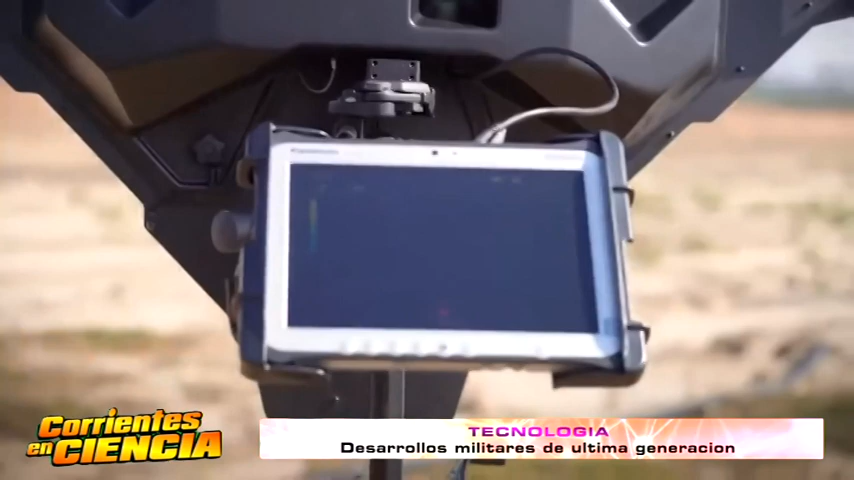 Corrientes
en CIENCIA
TECNOLOGIA
Desarrollos militares de ultima generacion